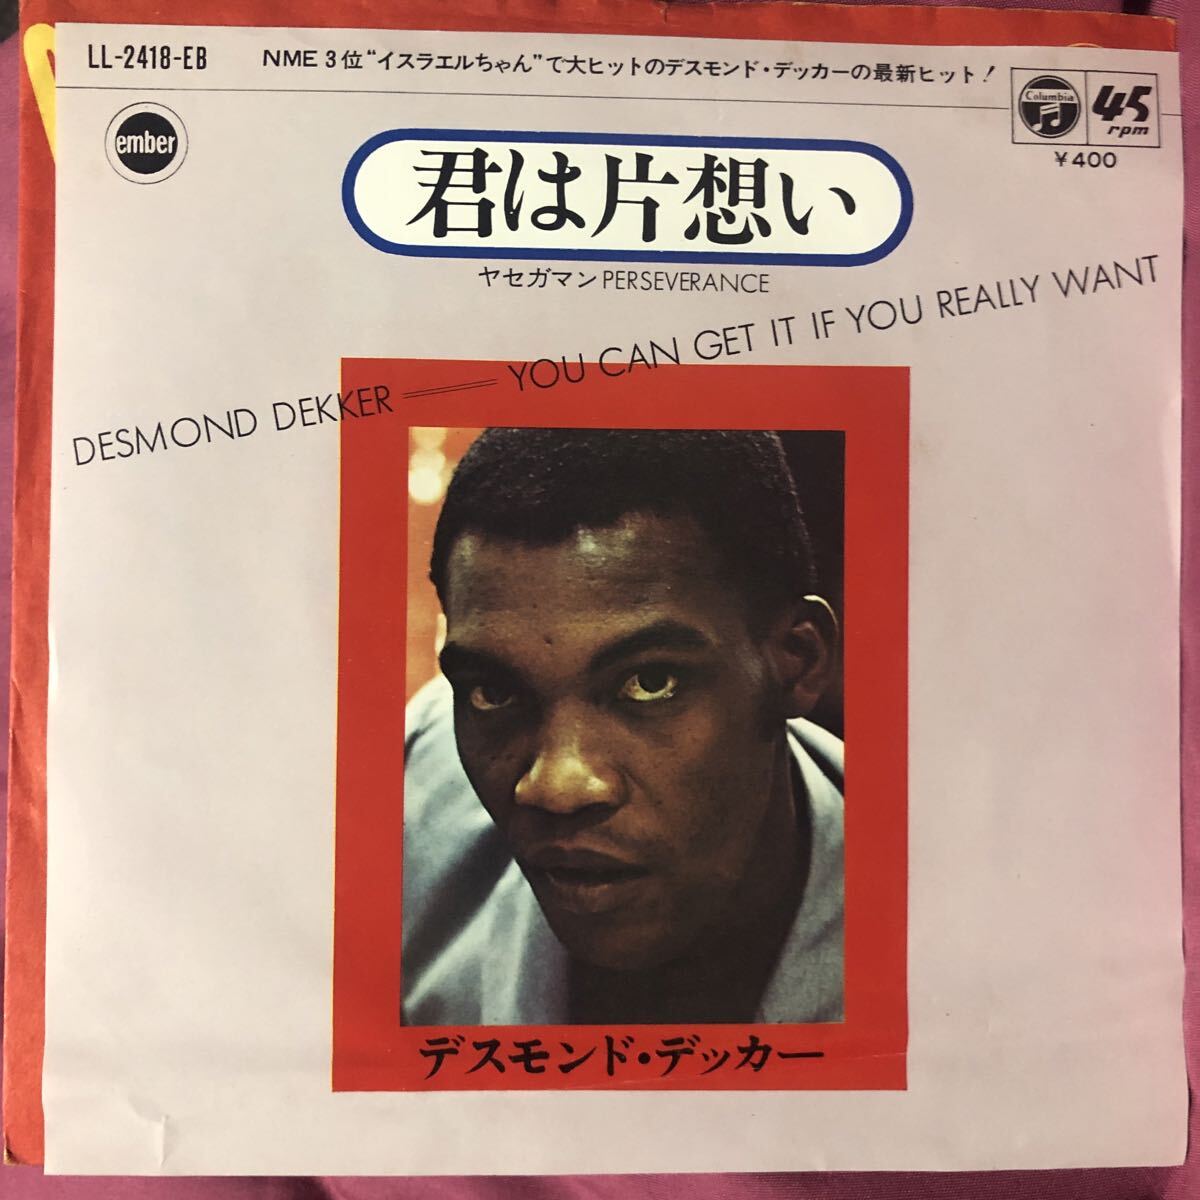 LL-2418-EB
NME 3位“イスラエルちゃん”で大ヒットのデスモンド・デッカーの最新ヒット!
ember
Columbia
45
rpm
¥400
君は片想い
ヤセガマン PERSEVERANCE
DESMOND DEKKER YOU CAN GET IT IF YOU REALLY WANT
デスモンド・デッカー